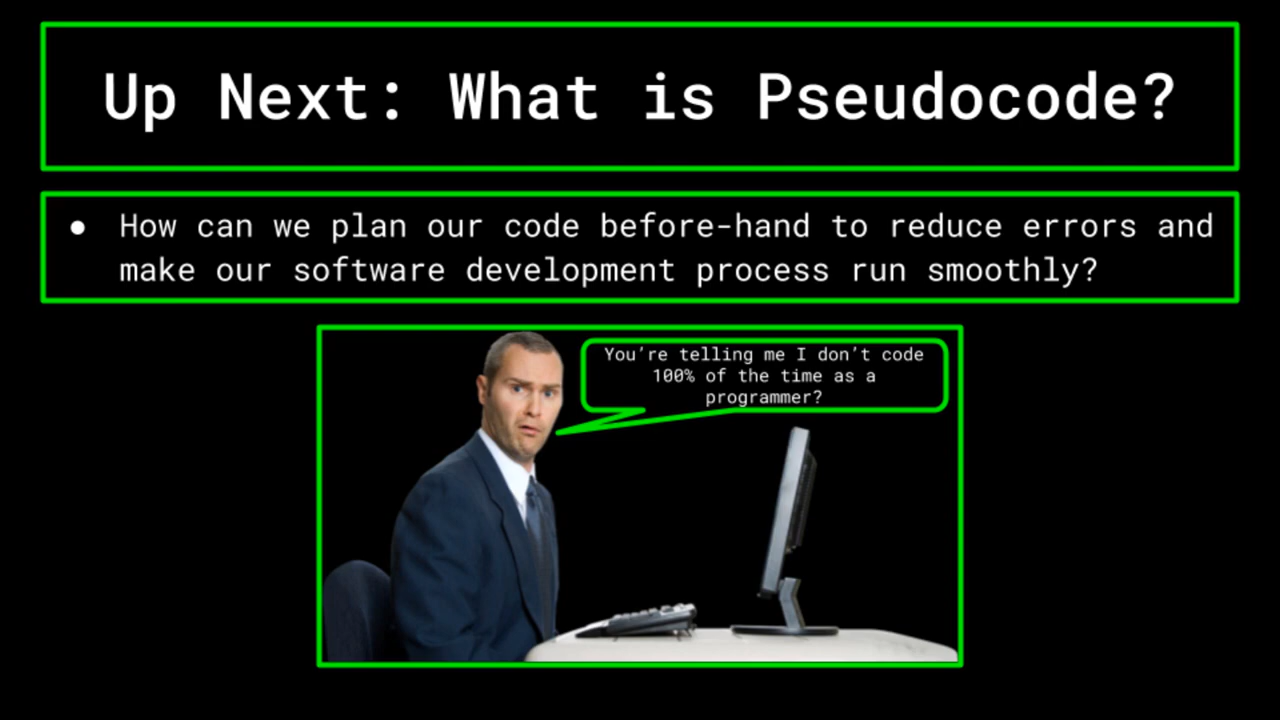 Up Next: What is Pseudocode?
● How can we plan our code before-hand to reduce errors and
make our software development process run smoothly?
You’re telling me I don’t code
100% of the time as a
programmer?